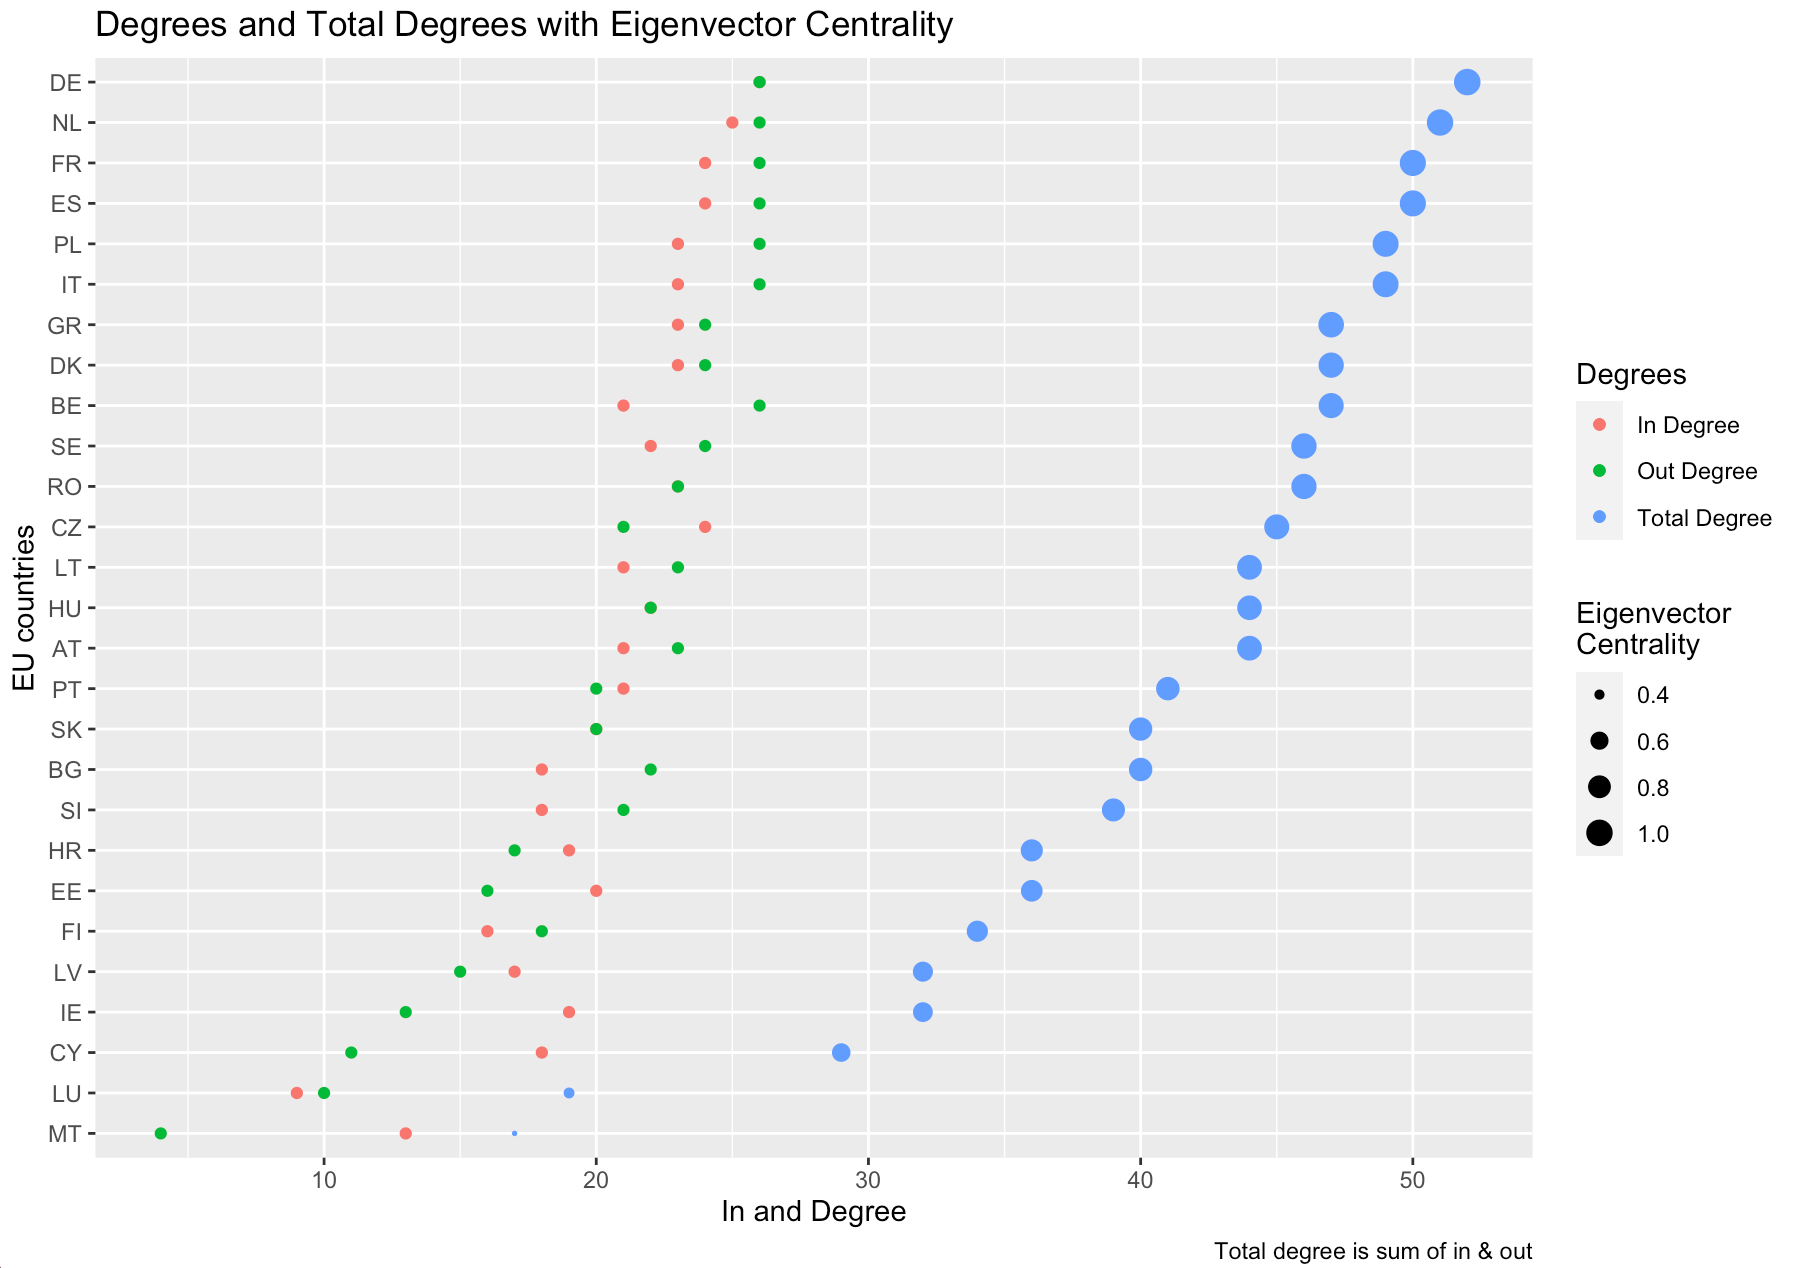 Degrees and Total Degrees with Eigenvector Centrality
DE
NL
FR
ES
PL
IT
GR
DK
BE
SE
RO
CZ
LT
HU
AT
PT
SK
BG
SI
HR
EE
FI
LV
IE
CY
LU
MT
EU countries
10 20 30 40 50
In and Degree
Total degree is sum of in & out
Degrees
In Degree
Out Degree
Total Degree
Eigenvector
Centrality
0.4
0.6
0.8
1.0